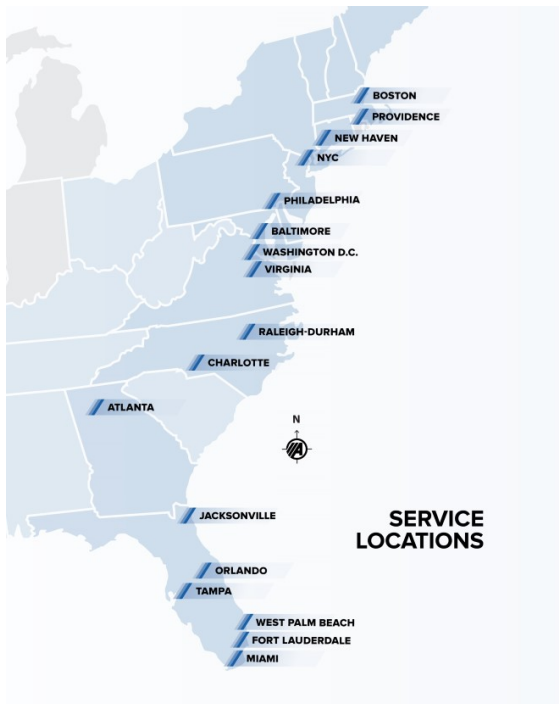 BOSTON
PROVIDENCE
NEW HAVEN
NYC
PHILADELPHIA
BALTIMORE
WASHINGTON D.C.
VIRGINIA
RALEIGH-DURHAM
CHARLOTTE
ATLANTA
N
JACKSONVILLE
SERVICE
LOCATIONS
ORLANDO
TAMPA
WEST PALM BEACH
FORT LAUDERDALE
MIAMI